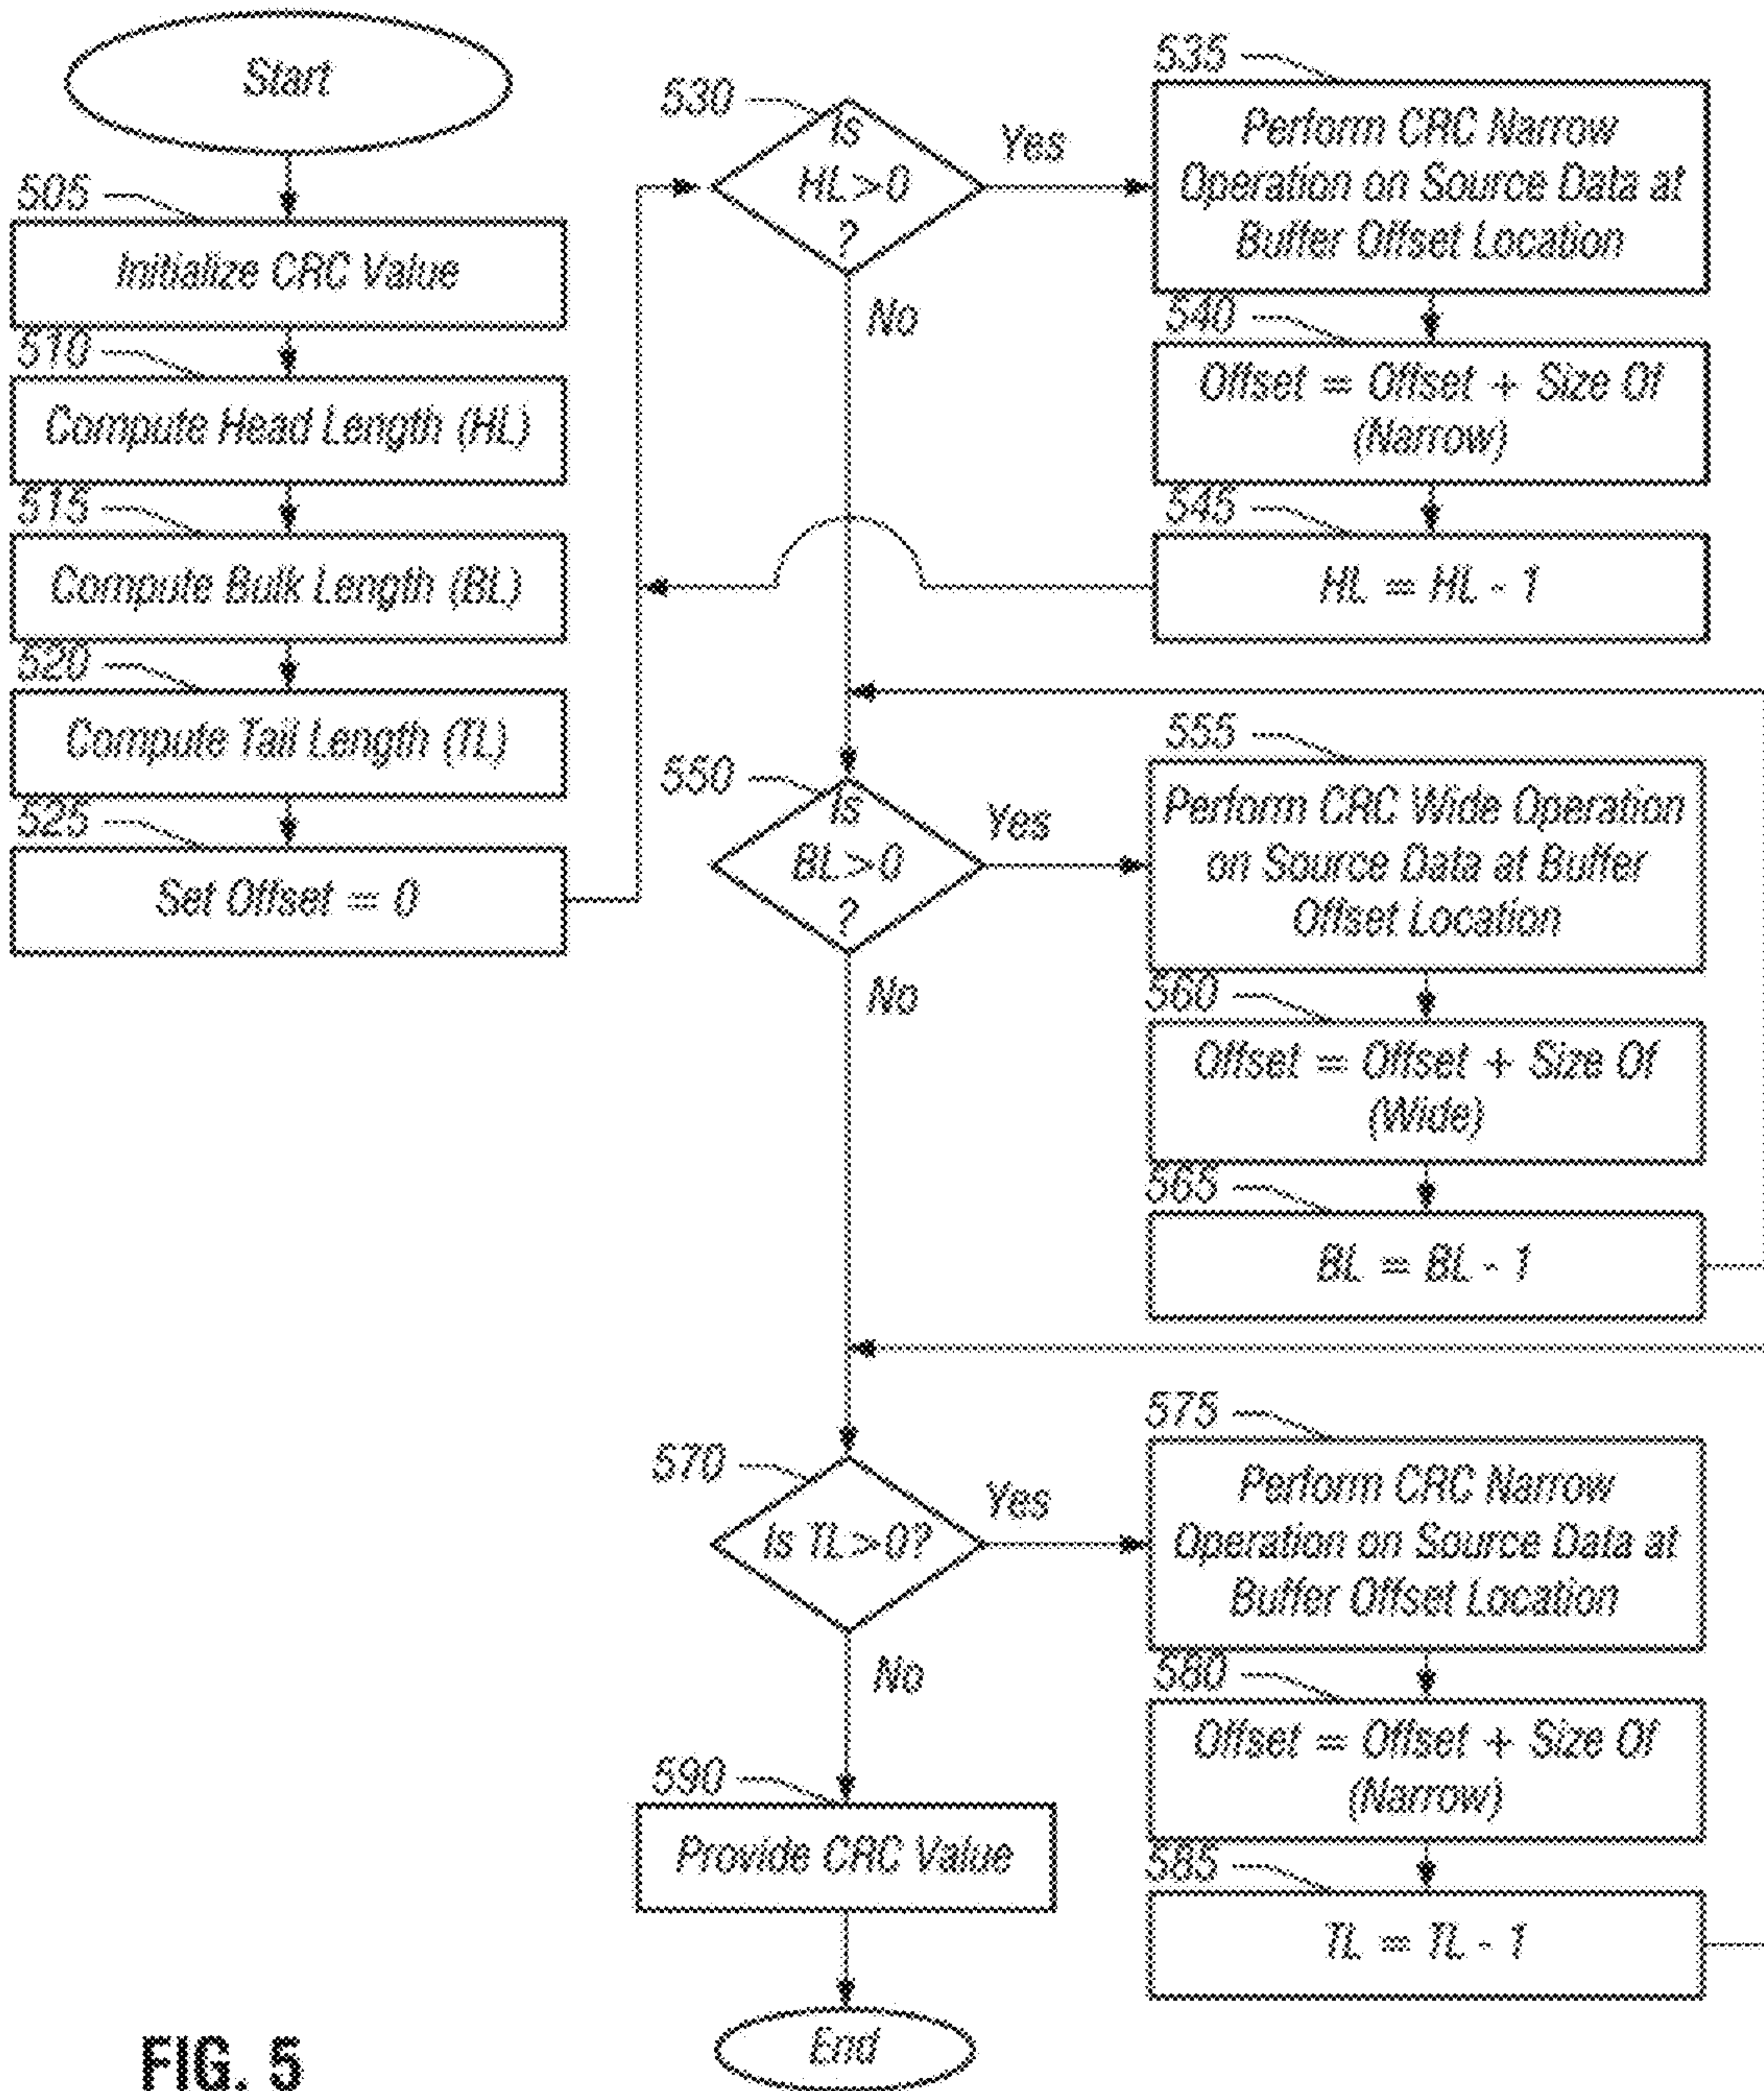 Start
505
Initialize CRC Value
510
Compute Head Length (HL)
515
Compute Bulk Length (BL)
520
Compute Tail Length (TL)
525
Set Offset = 0
530
Is
HL>0
?
Yes
No
535
Perform CRC Narrow
Operation on Source Data at
Buffer Offset Location
540
Offset = Offset + Size Of
(Narrow)
545
HL = HL - 1
550
Is
BL>0
?
Yes
No
555
Perform CRC Wide Operation
on Source Data at Buffer
Offset Location
560
Offset = Offset + Size Of
(Wide)
565
BL = BL - 1
570
Is TL>0?
Yes
No
575
Perform CRC Narrow
Operation on Source Data at
Buffer Offset Location
580
Offset = Offset + Size Of
(Narrow)
585
TL = TL - 1
590
Provide CRC Value
End
FIG. 5